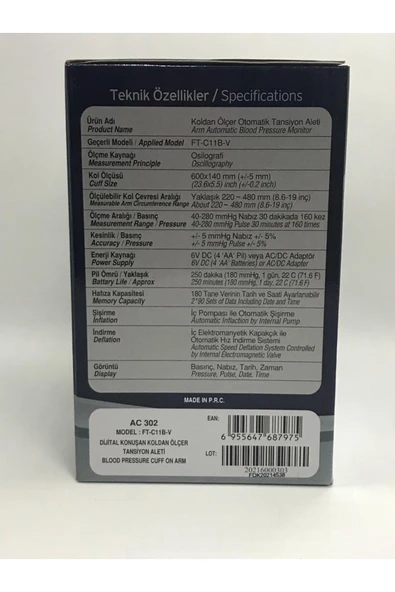 Teknik Özellikler / Specifications
Ürün Adı Koldan Ölçer Otomatik Tansiyon Aleti
Product Name Arm Automatic Blood Pressure Monitor
Geçerli Modeli / Applied Model FT-C11B-V
Ölçme Kaynağı Osilografi
Measurement Principle Oscillography
Kol Ölçüsü 600x140 mm (+/-5 mm)
Cuff Size (23.6x5.5) inch (+/-0,2 inch)
Ölçülebilir Kol Çevresi Aralığı Yaklaşık 220 ~ 480 mm (8.6-19 inç)
Measurable Arm Circumference Range About 220 ~ 480 mm (8.6-19 inç)
Ölçme Aralığı / Basınç 40-280 mmHg Nabız 30 dakikada 160 kez
Measurement Range / Pressure 40-280 mmHg Pulse 30 minutes at 160 times
Kesinlik / Basınç +/- 5 mmHg Nabız +/- 5%
Accuracy / Pressure +/- 5 mmHg Pulse +/- 5%
Enerji Kaynağı 6V DC (4 'AA' Pil) veya AC/DC Adaptör
Power Supply 6V DC (4 'AA' Batteries) or AC/DC Adapter
Pil Ömrü / Yaklaşık 250 dakika (180 mmHg, 1 gün, 22 C (71.6 F)
Battery Life / Approx 250 minutes (180 mmHg, 1 day, 22 C (71.6 F)
Hafıza Kapasitesi 180 Tane Verinin Tarih ve Saati Ayarlanabilir
Memory Capacity 2*90 Sets of Data Including Date and Time
Şişirme İç Pompası ile Otomatik Şişirme
Inflation Automatic Inflaction by Internal Pump
İndirme İç Elektromanyetik Kapakçık ile
Deflation Otomatik Hız İndirme Sistemi
Automatic Speed Deflation System Controlled
by Internal Electromagnetic Valve
Görüntü Basınç, Nabız, Tarih, Zaman
Display Pressure, Pulse, Date, Time
MADE IN P.R.C.
AC 302
MODEL : FT-C11B-V
DİJİTAL KONUŞAN KOLDAN ÖLÇER
TANSİYON ALETİ
BLOOD PRESSURE CUFF ON ARM
EAN:
6 955647 687975
LOT:
20216000303
FDK20214538